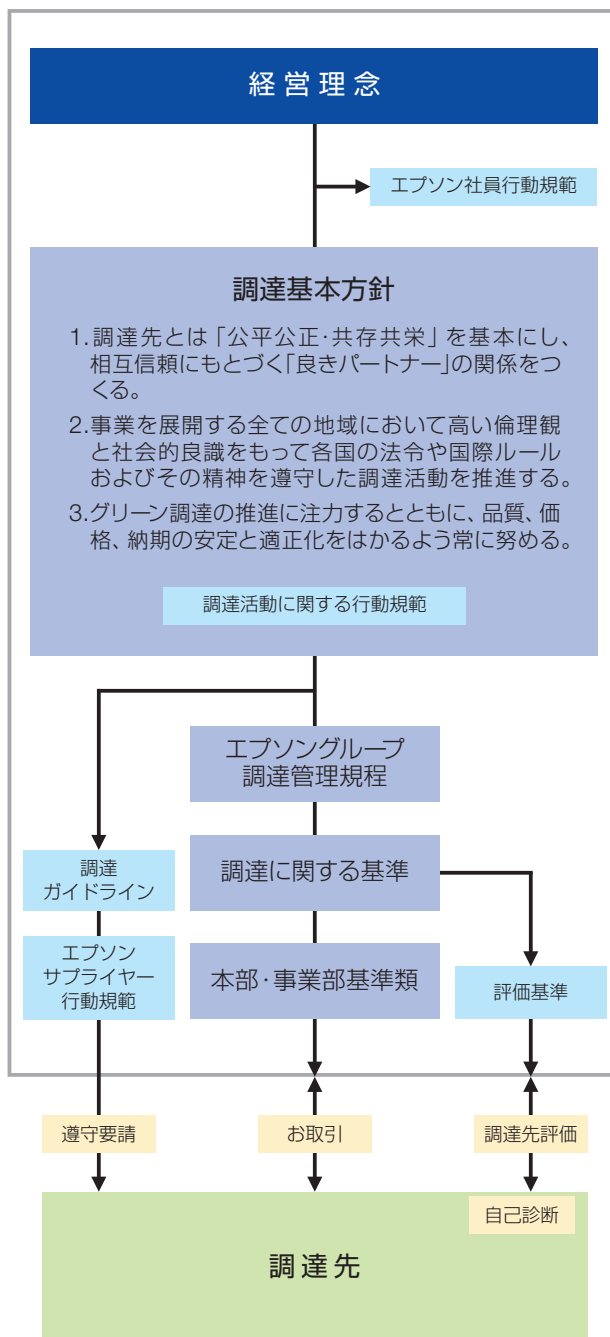 経営理念
エプソン社員行動規範
調達基本方針
1.調達先とは「公平公正・共存共栄」を基本にし、
相互信頼にもとづく「良きパートナー」の関係をつ
くる。
2.事業を展開する全ての地域において高い倫理観
と社会的良識をもって各国の法令や国際ルール
およびその精神を遵守した調達活動を推進する。
3.グリーン調達の推進に注力するとともに、品質、価
格、納期の安定と適正化をはかるよう常に努める。
調達活動に関する行動規範
エプソングループ
調達管理規程
調達
ガイドライン
調達に関する基準
エプソン
サプライヤー
行動規範
本部・事業部基準類
評価基準
遵守要請
お取引
調達先評価
自己診断
調達先